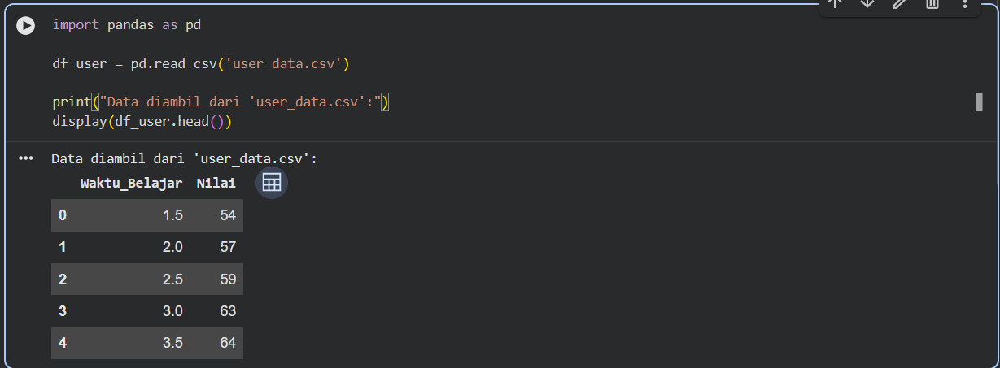 import pandas as pd
df_user = pd.read_csv('user_data.csv')
print("Data diambil dari 'user_data.csv':")
display(df_user.head())
Data diambil dari 'user_data.csv':
Waktu_Belajar Nilai
0 1.5 54
1 2.0 57
2 2.5 59
3 3.0 63
4 3.5 64